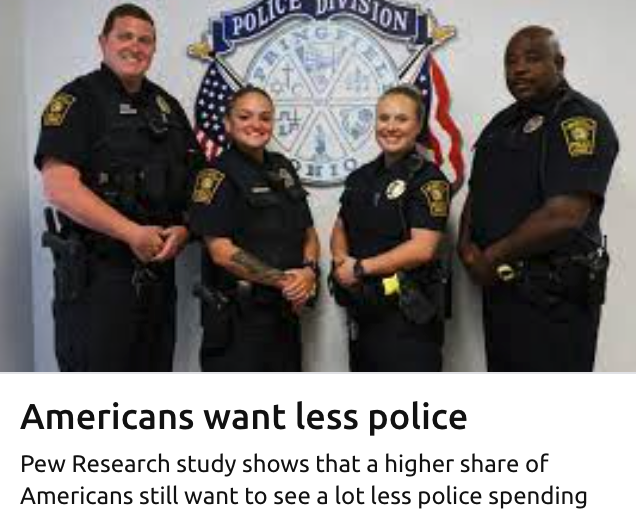 POLICE DIVISION
SPRINGFIELD
OHIO
Americans want less police
Pew Research study shows that a higher share of
Americans still want to see a lot less police spending